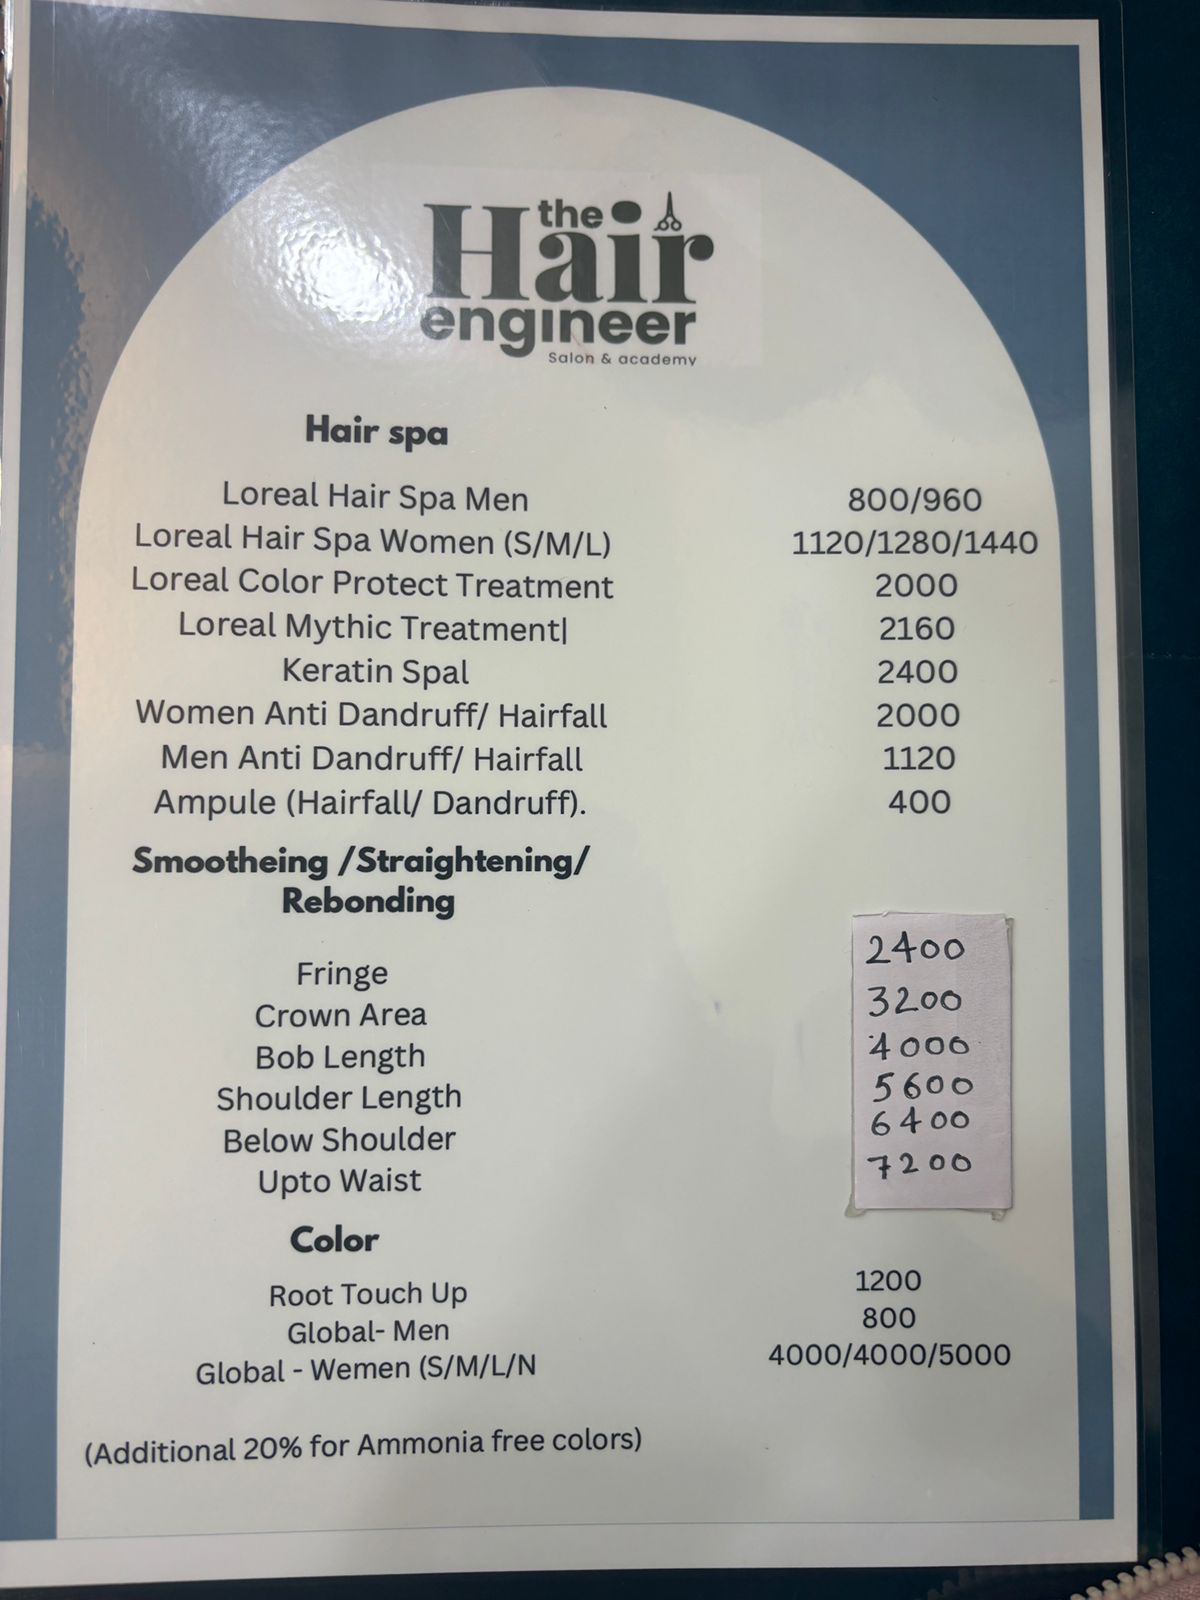 the
Hair
engineer
Salon & academy
Hair spa
Loreal Hair Spa Men 800/960
Loreal Hair Spa Women (S/M/L) 1120/1280/1440
Loreal Color Protect Treatment 2000
Loreal Mythic Treatment| 2160
Keratin Spal 2400
Women Anti Dandruff/ Hairfall 2000
Men Anti Dandruff/ Hairfall 1120
Ampule (Hairfall/ Dandruff). 400
Smootheing /Straightening/
Rebonding
Fringe 2400
Crown Area 3200
Bob Length 4000
Shoulder Length 5600
Below Shoulder 6400
Upto Waist 7200
Color
Root Touch Up 1200
Global- Men 800
Global - Wemen (S/M/L/N 4000/4000/5000
(Additional 20% for Ammonia free colors)